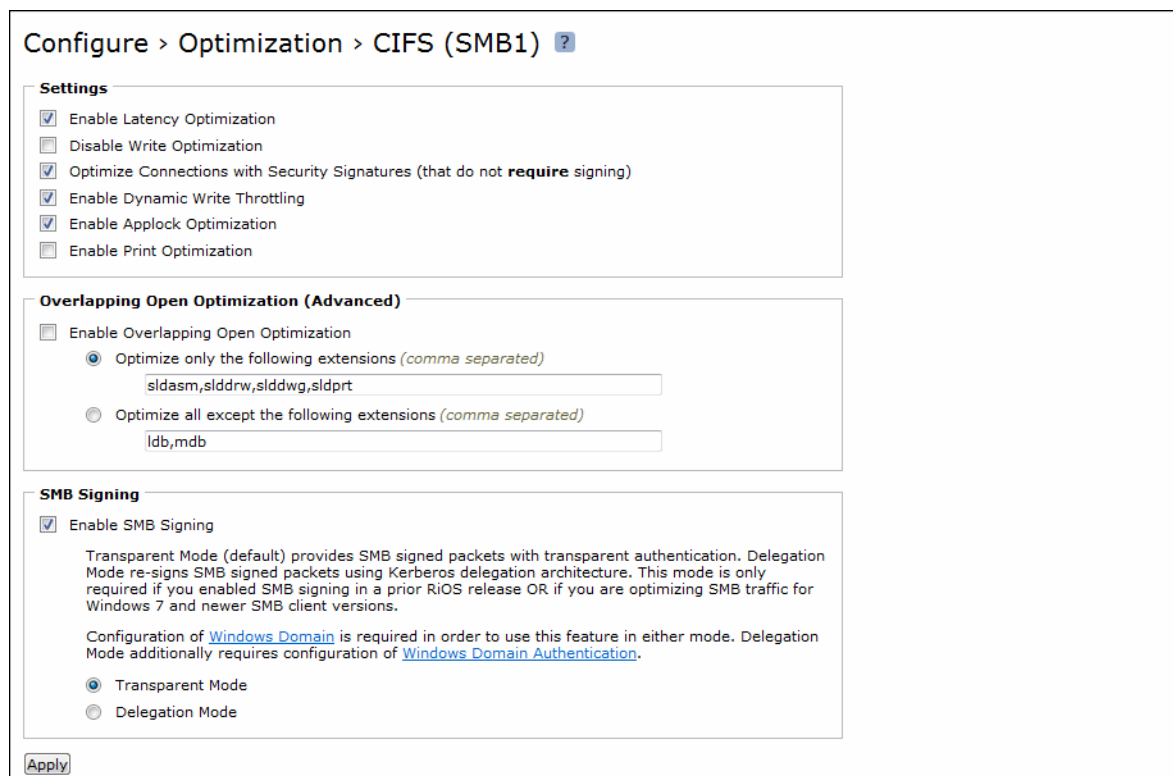 Configure › Optimization › CIFS (SMB1) ?
Settings
Enable Latency Optimization
Disable Write Optimization
Optimize Connections with Security Signatures (that do not require signing)
Enable Dynamic Write Throttling
Enable Applock Optimization
Enable Print Optimization
Overlapping Open Optimization (Advanced)
Enable Overlapping Open Optimization
Optimize only the following extensions (comma separated)
sldasm,slddrw,slddwg,sldprt
Optimize all except the following extensions (comma separated)
ldb,mdb
SMB Signing
Enable SMB Signing
Transparent Mode (default) provides SMB signed packets with transparent authentication. Delegation
Mode re-signs SMB signed packets using Kerberos delegation architecture. This mode is only
required if you enabled SMB signing in a prior RiOS release OR if you are optimizing SMB traffic for
Windows 7 and newer SMB client versions.
Configuration of Windows Domain is required in order to use this feature in either mode. Delegation
Mode additionally requires configuration of Windows Domain Authentication.
Transparent Mode
Delegation Mode
Apply